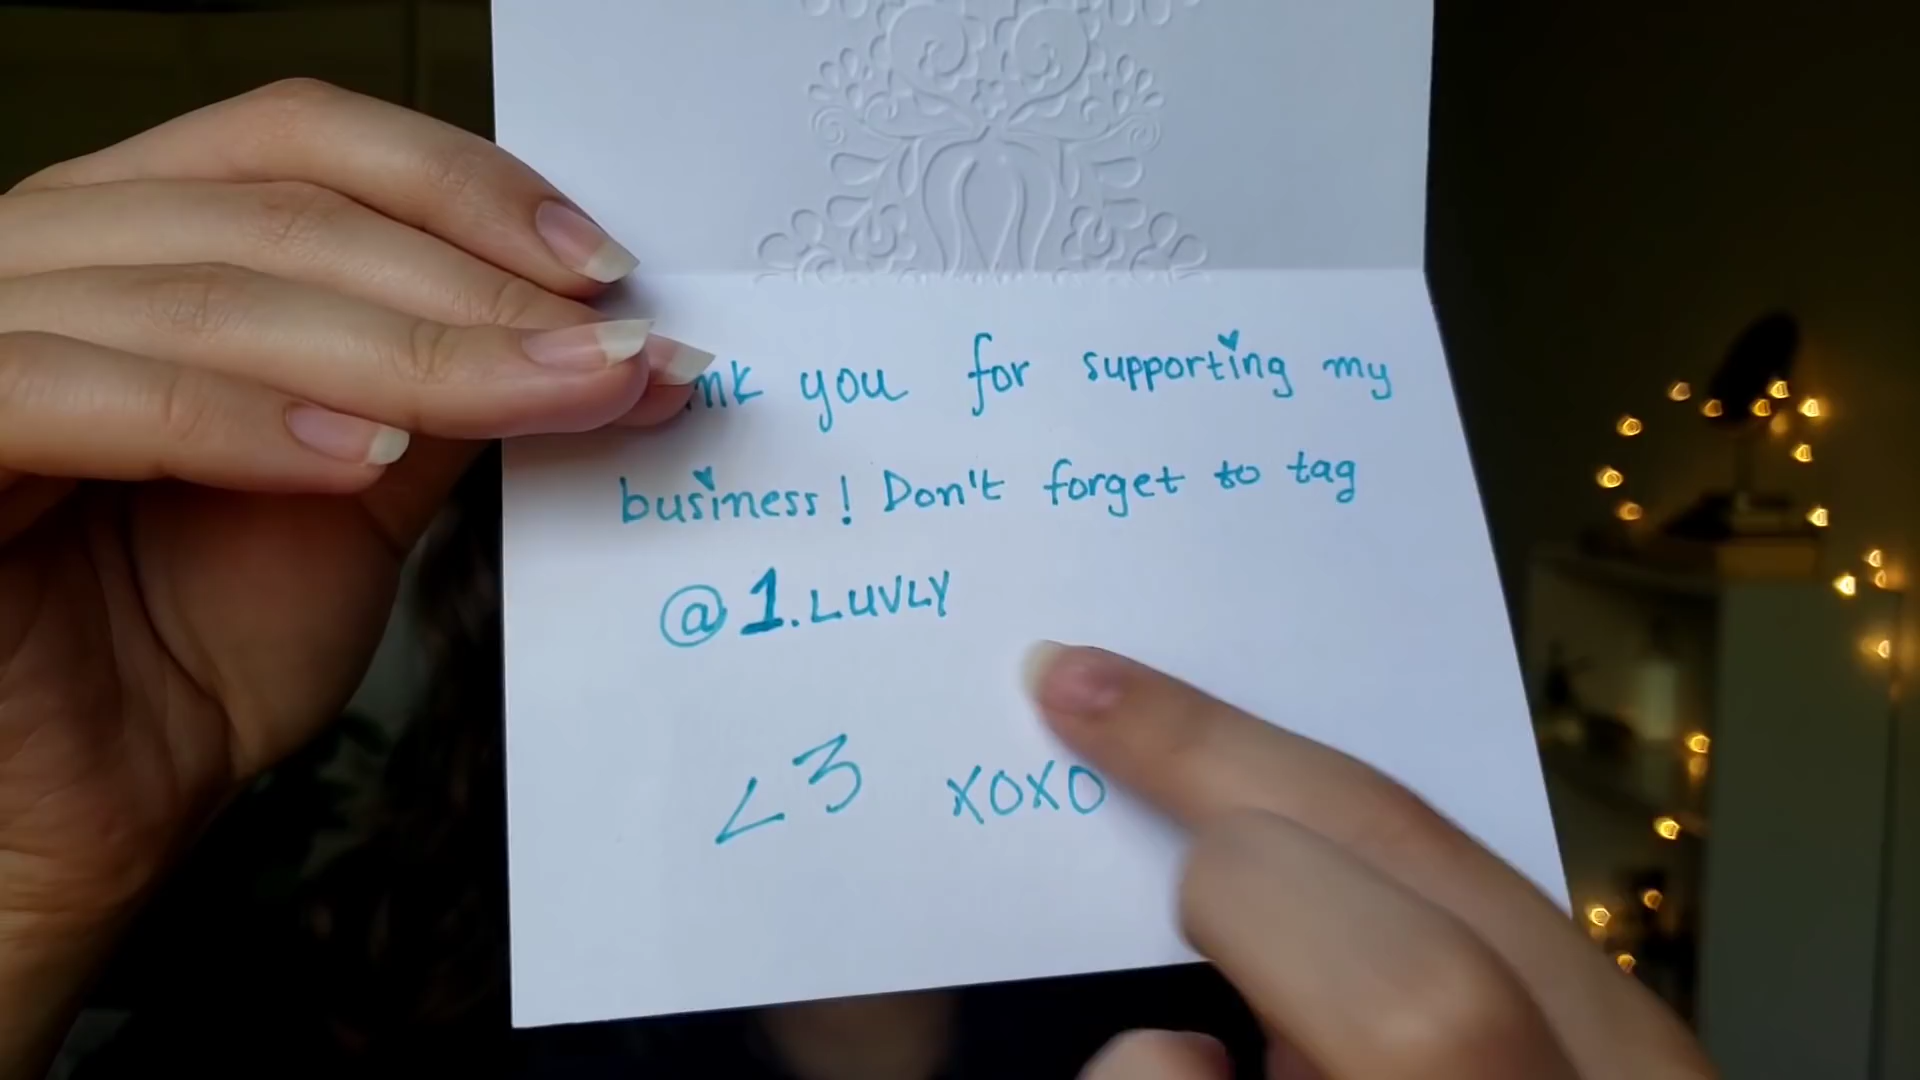 nk you for supporting my
business! Don't forget to tag
@1.LUVLY
<3 XOXO